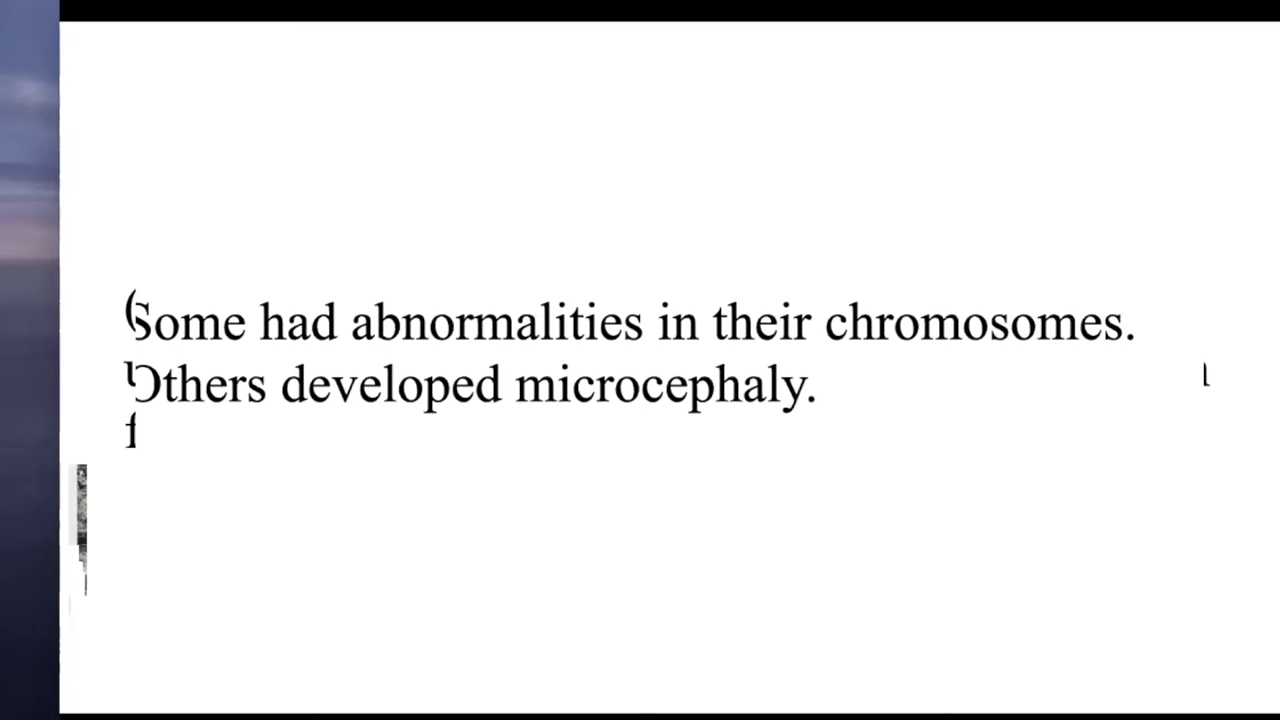 Some had abnormalities in their chromosomes.
Others developed microcephaly.